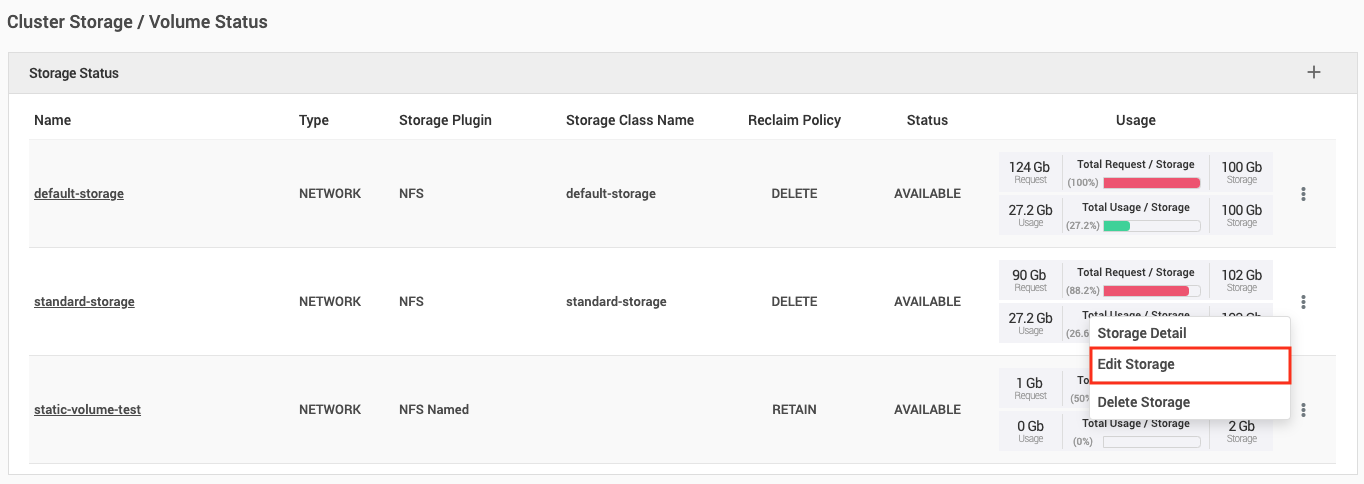 Cluster Storage / Volume Status
Storage Status
Name Type Storage Plugin Storage Class Name Reclaim Policy Status Usage
default-storage NETWORK NFS default-storage DELETE AVAILABLE
124 Gb Total Request / Storage 100 Gb
Request (100%) Storage
27.2 Gb Total Usage / Storage 100 Gb
Usage (27.2%) Storage
standard-storage NETWORK NFS standard-storage DELETE AVAILABLE
90 Gb Total Request / Storage 102 Gb
Request (88.2%) Storage
27.2 Gb Total Usage / Storage
Usage (26.6
Storage Detail
Edit Storage
Delete Storage
static-volume-test NETWORK NFS Named RETAIN AVAILABLE
1 Gb To
Request (50%
0 Gb Total Usage / Storage 2 Gb
Usage (0%) Storage